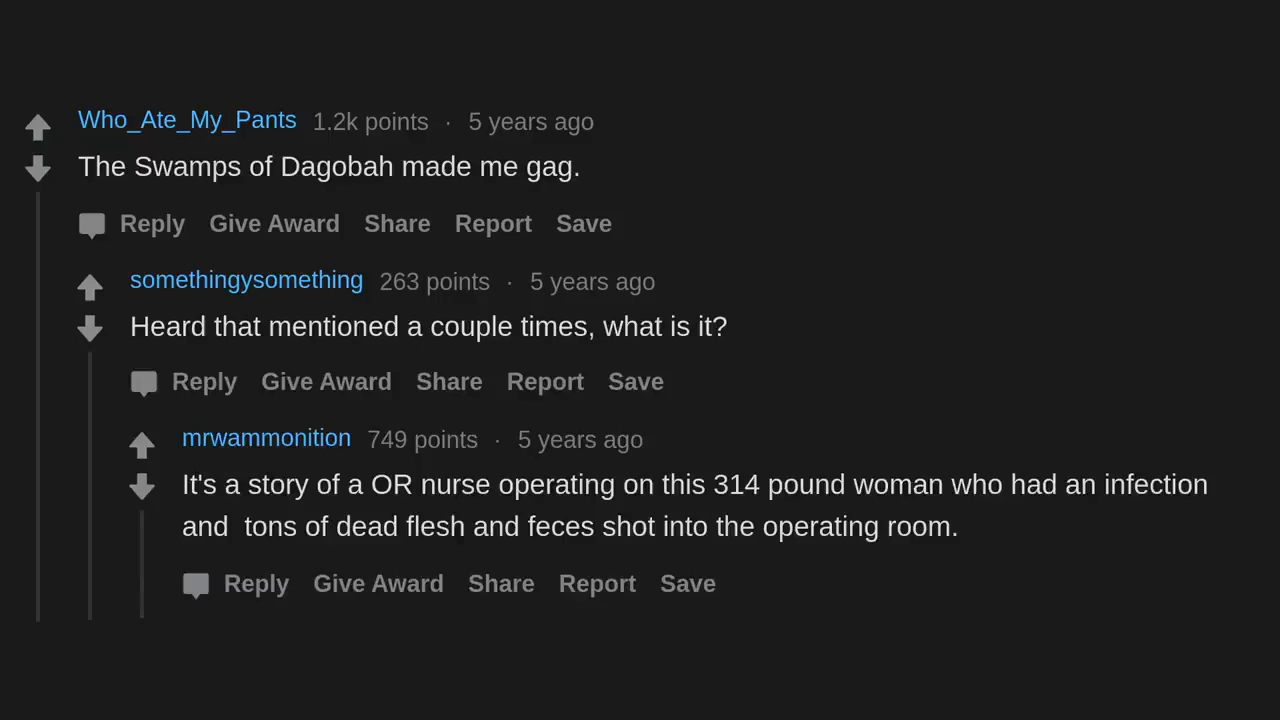 Who_Ate_My_Pants 1.2k points · 5 years ago
The Swamps of Dagobah made me gag.
Reply Give Award Share Report Save
somethingysomething 263 points · 5 years ago
Heard that mentioned a couple times, what is it?
Reply Give Award Share Report Save
mrwammonition 749 points · 5 years ago
It's a story of a OR nurse operating on this 314 pound woman who had an infection
and  tons of dead flesh and feces shot into the operating room.
Reply Give Award Share Report Save